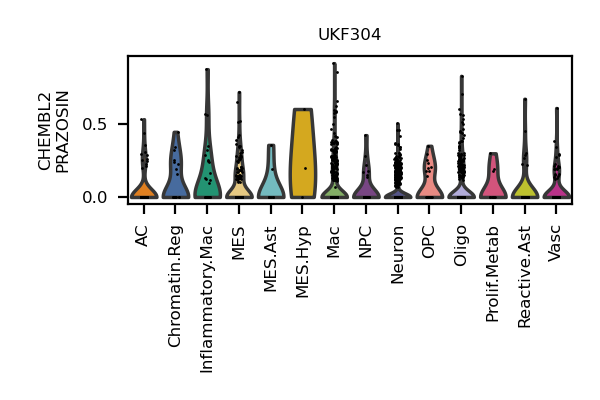 UKF304
CHEMBL2
PRAZOSIN
0.5
0.0
AC
Chromatin.Reg
Inflammatory.Mac
MES
MES.Ast
MES.Hyp
Mac
NPC
Neuron
OPC
Oligo
Prolif.Metab
Reactive.Ast
Vasc